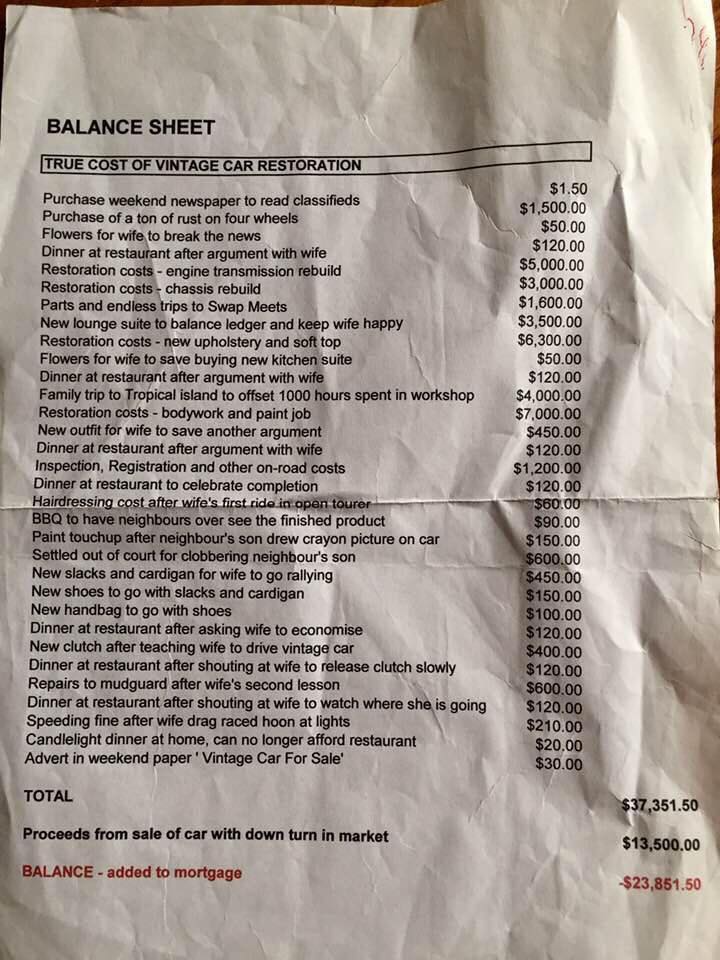 BALANCE SHEET
TRUE COST OF VINTAGE CAR RESTORATION
Purchase weekend newspaper to read classifieds $1.50
Purchase of a ton of rust on four wheels $1,500.00
Flowers for wife to break the news $50.00
Dinner at restaurant after argument with wife $120.00
Restoration costs - engine transmission rebuild $5,000.00
Restoration costs - chassis rebuild $3,000.00
Parts and endless trips to Swap Meets $1,600.00
New lounge suite to balance ledger and keep wife happy $3,500.00
Restoration costs - new upholstery and soft top $6,300.00
Flowers for wife to save buying new kitchen suite $50.00
Dinner at restaurant after argument with wife $120.00
Family trip to Tropical island to offset 1000 hours spent in workshop $4,000.00
Restoration costs - bodywork and paint job $7,000.00
New outfit for wife to save another argument $450.00
Dinner at restaurant after argument with wife $120.00
Inspection, Registration and other on-road costs $1,200.00
Dinner at restaurant to celebrate completion $120.00
Hairdressing cost after wife's first ride in open tourer $60.00
BBQ to have neighbours over see the finished product $90.00
Paint touchup after neighbour's son drew crayon picture on car $150.00
Settled out of court for clobbering neighbour's son $600.00
New slacks and cardigan for wife to go rallying $450.00
New shoes to go with slacks and cardigan $150.00
New handbag to go with shoes $100.00
Dinner at restaurant after asking wife to economise $120.00
New clutch after teaching wife to drive vintage car $400.00
Dinner at restaurant after shouting at wife to release clutch slowly $120.00
Repairs to mudguard after wife's second lesson $600.00
Dinner at restaurant after shouting at wife to watch where she is going $120.00
Speeding fine after wife drag raced hoon at lights $210.00
Candlelight dinner at home, can no longer afford restaurant $20.00
Advert in weekend paper ' Vintage Car For Sale' $30.00
TOTAL $37,351.50
Proceeds from sale of car with down turn in market $13,500.00
BALANCE - added to mortgage -$23,851.50